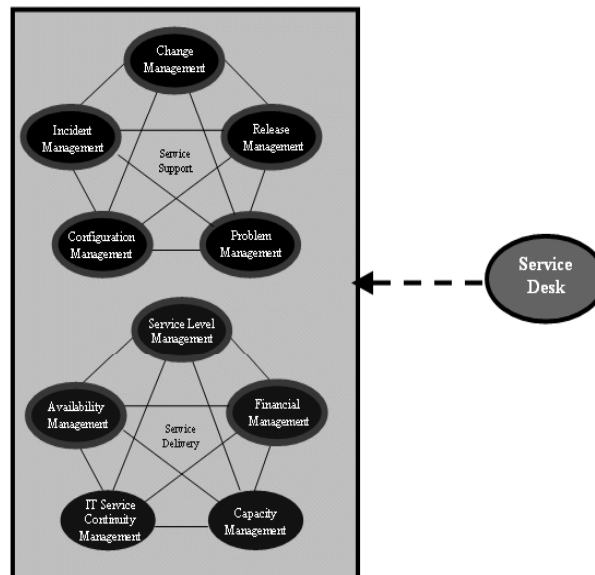 Change
Management
Incident
Management
Release
Management
Service
Support
Configuration
Management
Problem
Management
Service
Desk
Service Level
Management
Availability
Management
Financial
Management
Service
Delivery
IT Service
Continuity
Management
Capacity
Management